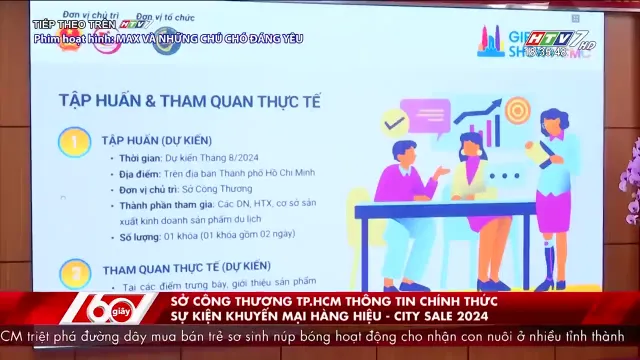 TIẾP THEO TRÊN HTV7
Phim hoạt hình: MAX VÀ NHỮNG CHÚ CHÓ ĐÁNG YÊU
Đơn vị chủ trì
Đơn vị tổ chức
HTV7 HD
TẬP HUẤN & THAM QUAN THỰC TẾ
1
TẬP HUẤN (DỰ KIẾN)
• Thời gian: Dự kiến Tháng 8/2024
• Địa điểm: Trên địa bàn Thành phố Hồ Chí Minh
• Đơn vị chủ trì: Sở Công Thương
• Thành phần tham gia: Các DN, HTX, cơ sở sản
xuất kinh doanh sản phẩm du lịch
• Số lượng: 01 khóa (01 khóa gồm 02 ngày)
2
THAM QUAN THỰC TẾ (DỰ KIẾN)
• Tại các điểm trưng bày, giới thiệu sản phẩm
60 giây
SỞ CÔNG THƯƠNG TP.HCM THÔNG TIN CHÍNH THỨC
SỰ KIỆN KHUYẾN MẠI HÀNG HIỆU - CITY SALE 2024
CM triệt phá đường dây mua bán trẻ sơ sinh núp bóng hoạt động cho nhận con nuôi ở nhiều tỉnh thành